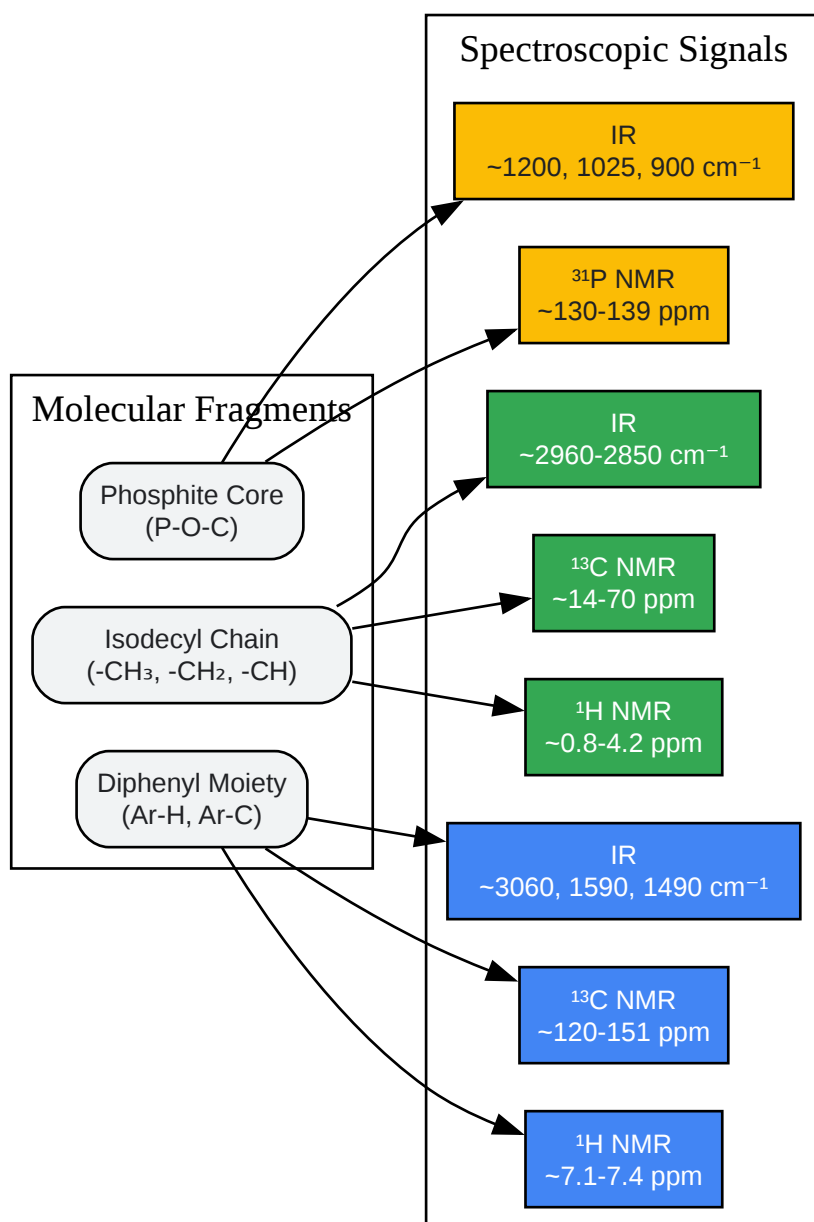 Spectroscopic Signals
IR
~1200, 1025, 900 cm⁻¹
³¹P NMR
~130-139 ppm
IR
~2960-2850 cm⁻¹
¹³C NMR
~14-70 ppm
¹H NMR
~0.8-4.2 ppm
IR
~3060, 1590, 1490 cm⁻¹
¹³C NMR
~120-151 ppm
¹H NMR
~7.1-7.4 ppm
Molecular Fragments
Phosphite Core
(P-O-C)
Isodecyl Chain
(-CH₃, -CH₂, -CH)
Diphenyl Moiety
(Ar-H, Ar-C)